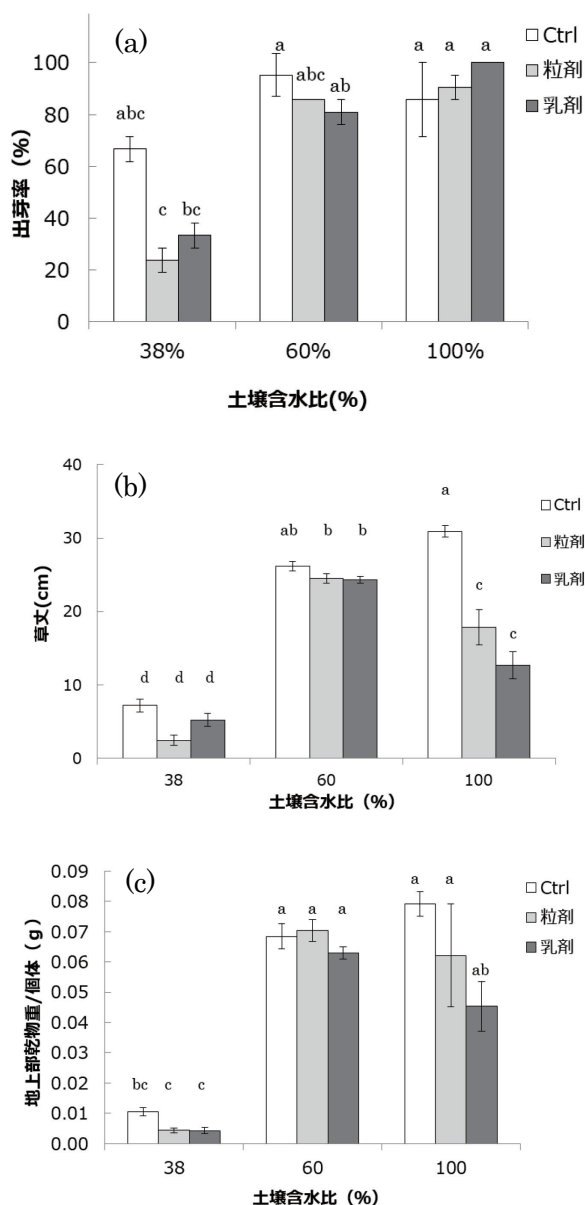 (a)
Ctrl
粒剤
乳剤
出芽率 (%)
100
80
60
40
20
0
abc
c
bc
a
abc
ab
a
a
a
38%
60%
100%
土壌含水比(%)
(b)
Ctrl
粒剤
乳剤
草丈(cm)
40
30
20
10
0
d
d
d
ab
b
b
a
c
c
38
60
100
土壌含水比（%）
(c)
Ctrl
粒剤
乳剤
地上部乾物重/個体（g）
0.09
0.08
0.07
0.06
0.05
0.04
0.03
0.02
0.01
0.00
bc
c
c
a
a
a
a
a
ab
38
60
100
土壌含水比（%）